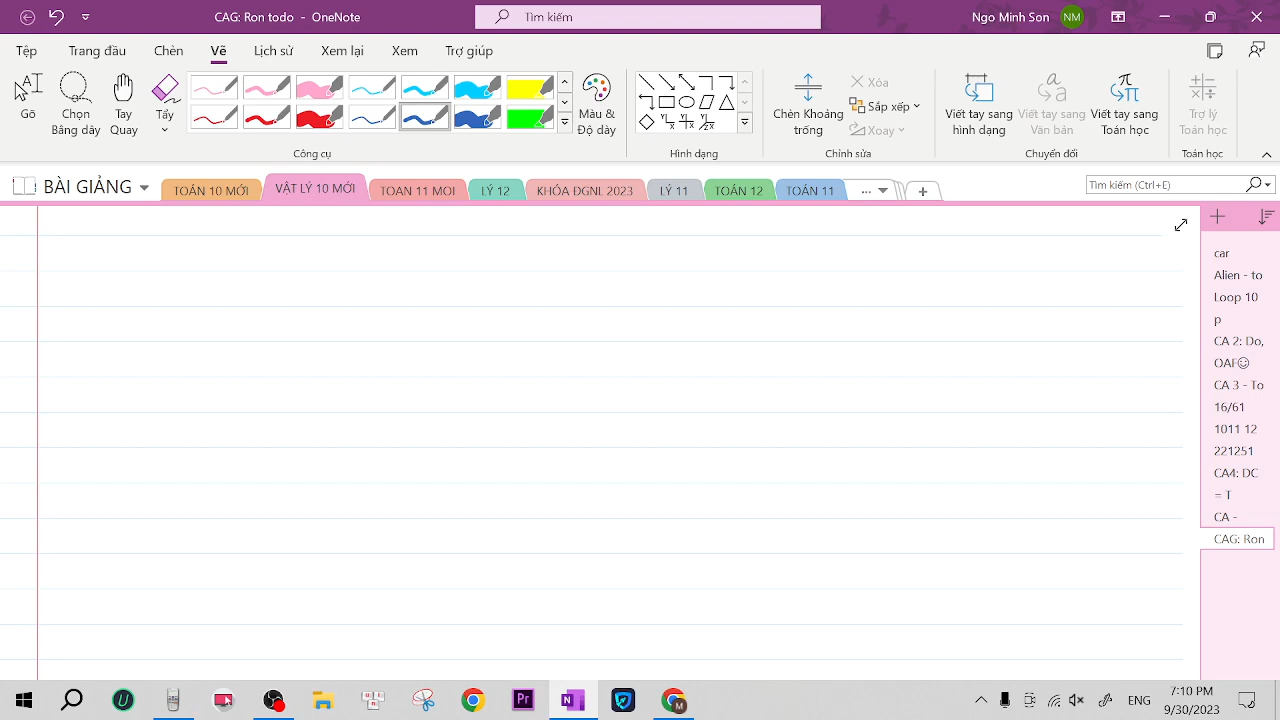 CAG: Ron todo - OneNote
Tìm kiếm
Ngo Minh Son
NM
Tệp
Trang đầu
Chèn
Vẽ
Lịch sử
Xem lại
Xem
Trợ giúp
Go
Chọn Bằng dây
Tay Quay
Màu & Độ dày
Chèn Khoảng trống
Xóa
Sắp xếp
Xoay
Viết tay sang hình dạng
Viết tay sang Văn bản
Viết tay sang Toán học
Trợ lý Toán học
Công cụ
Hình dạng
Chỉnh sửa
Chuyển đổi
Toán học
BÀI GIẢNG
TOÁN 10 MỚI
VẬT LÝ 10 MỚI
TOAN 11 MOI
LÝ 12
KHÓA ĐGNL 2023
LÝ 11
TOÁN 12
TOÁN 11
...
Tìm kiếm (Ctrl+E)
car
Alien - to
Loop 10
p
CA 2: Do,
OAF☺
CA 3 - To
16/61
1011 12
221251
CA4: DC
= T
CA -
CAG: Ron
Pr
N
M
ENG
7:10 PM
9/30/2023